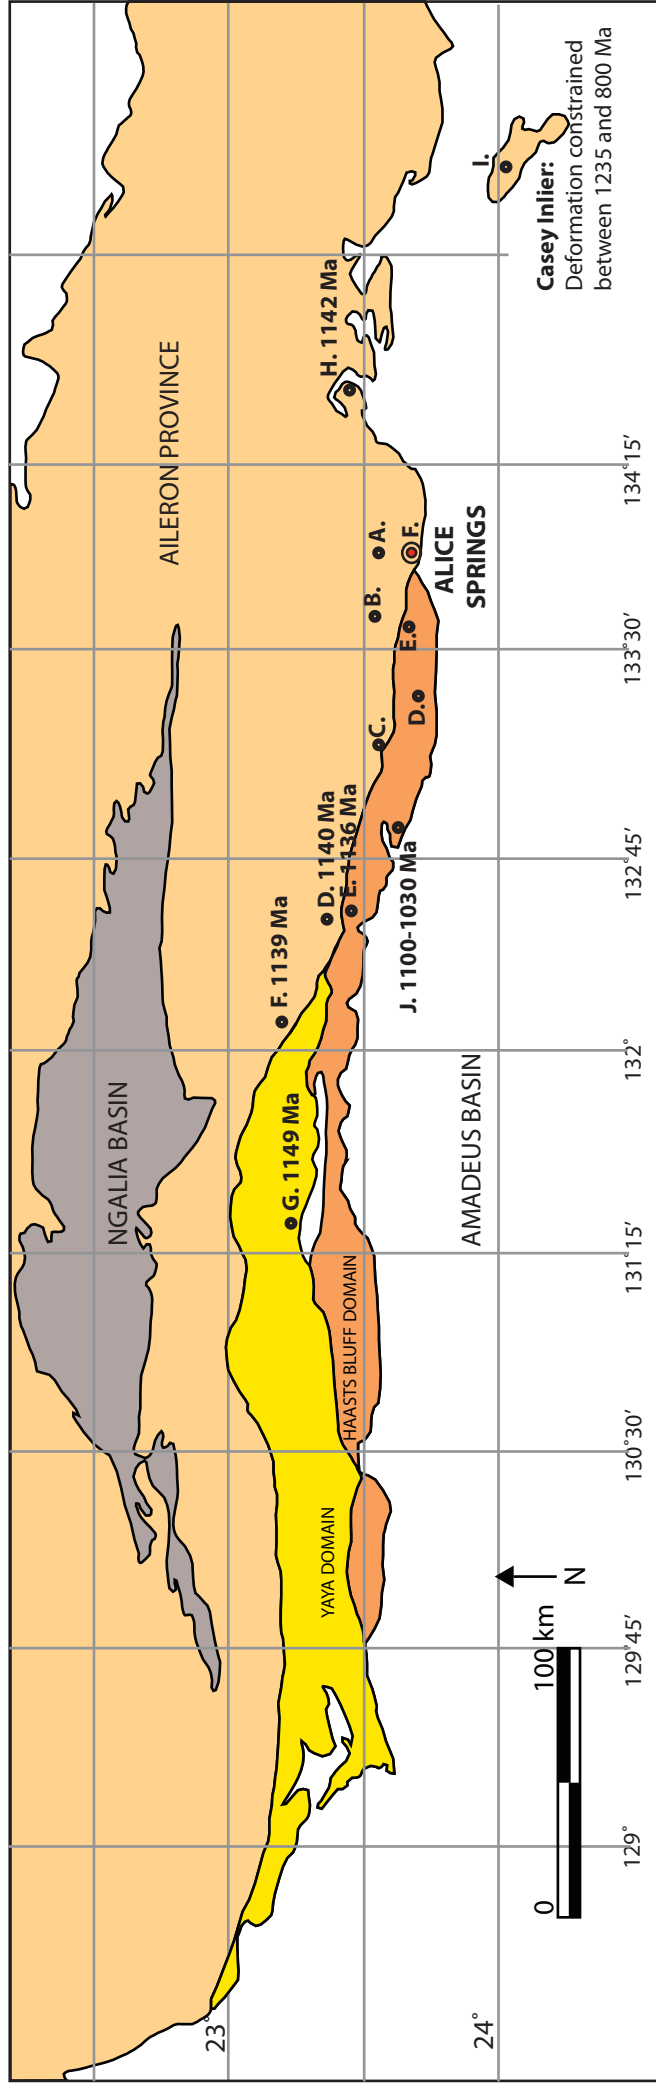 NGALIA BASIN
AILERON PROVINCE
YAYA DOMAIN
HAASTS BLUFF DOMAIN
AMADEUS BASIN
G. 1149 Ma
F. 1139 Ma
D. 1140 Ma
E. 1136 Ma
J. 1100-1030 Ma
C.
B.
A.
D.
E.
F.
ALICE
SPRINGS
H. 1142 Ma
I.
Casey Inlier:
Deformation constrained
between 1235 and 800 Ma
23°
24°
0
100 km
N
129°
129°45′
130°30′
131°15′
132°
132°45′
133°30′
134°15′